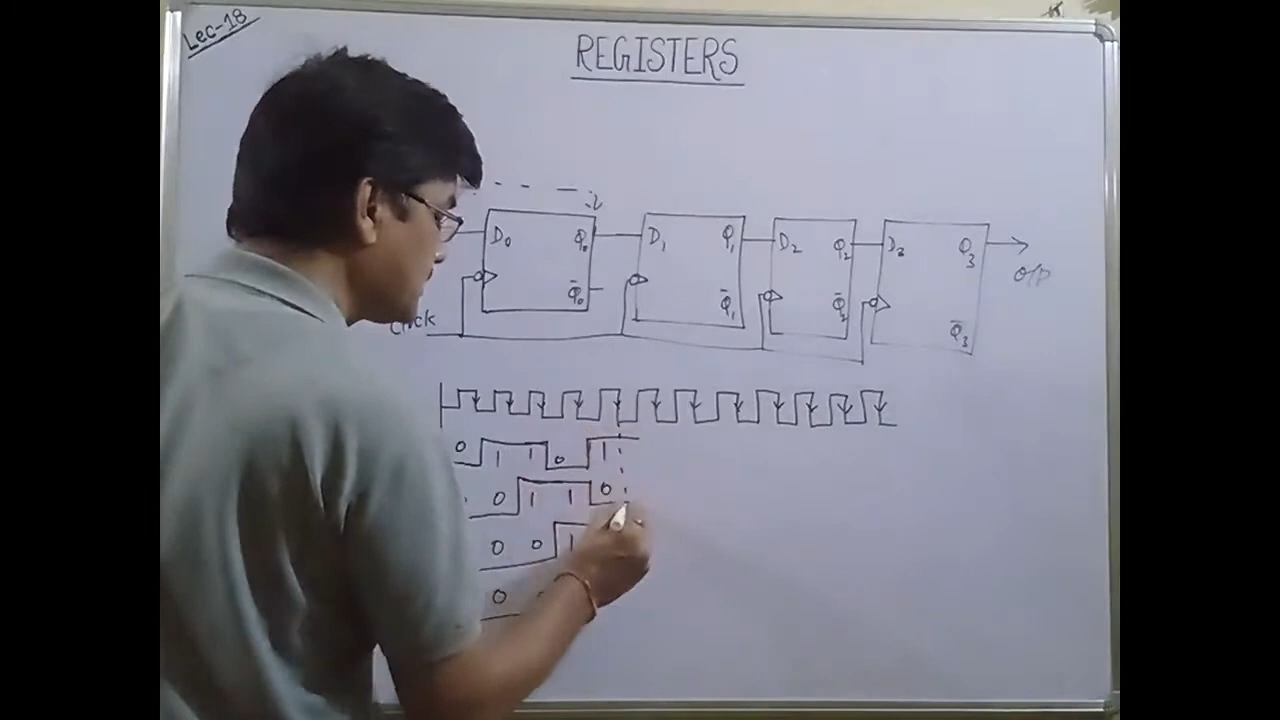 Lec-18
REGISTERS
D₀ Q₀ D₁ Q₁ D₂ Q₂ D₃ Q₃
O/P
Q̄₀ Q̄₁ Q̄₂ Q̄₃
0 1 1 0 1
0 1 1 0
0 0 1
0